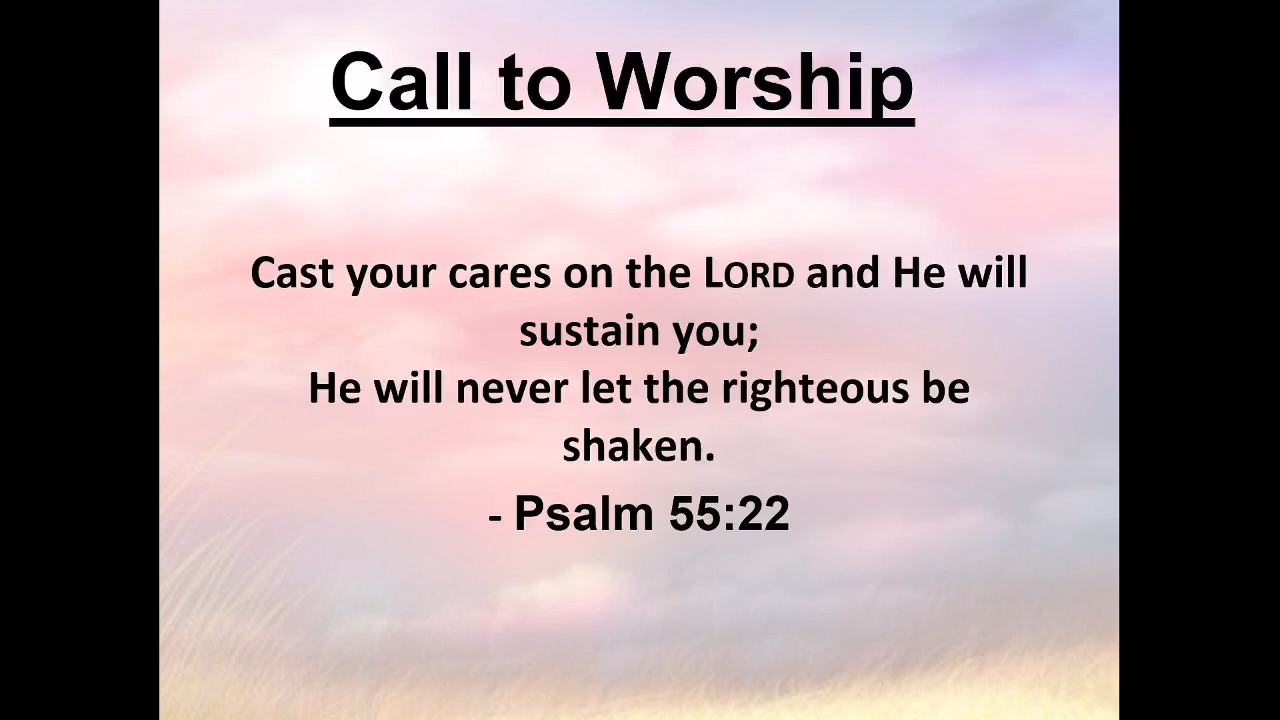 Call to Worship
Cast your cares on the LORD and He will
sustain you;
He will never let the righteous be
shaken.
- Psalm 55:22